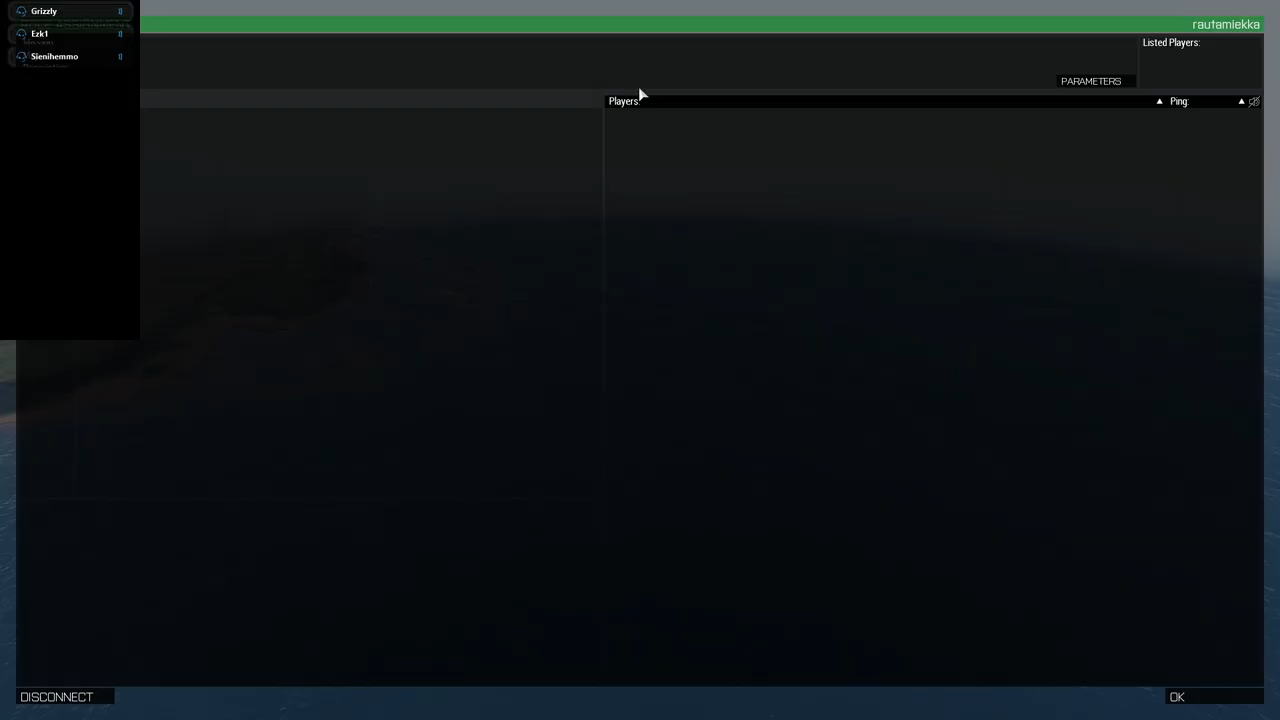 Grizzly
Ezk1
Sienihemmo
rautamiekka
Listed Players:
PARAMETERS
Players:
Ping:
DISCONNECT
OK